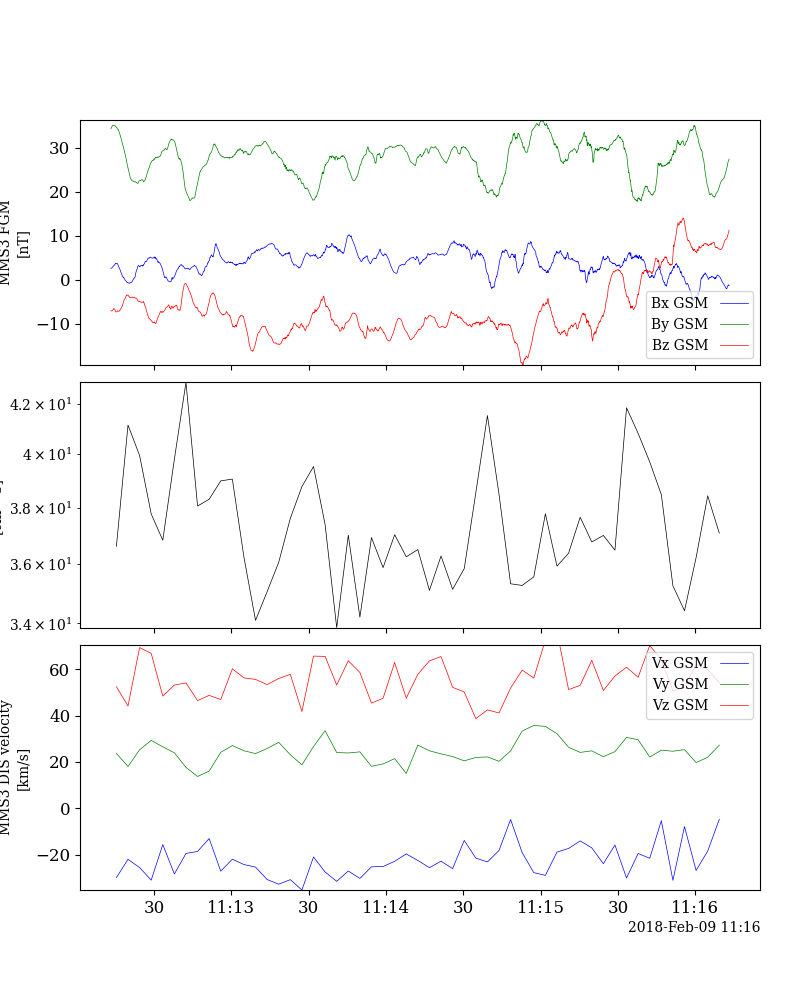 30
20
10
0
−10
MMS3 FGM
[nT]
Bx GSM
By GSM
Bz GSM
4.2 × 10¹
4 × 10¹
3.8 × 10¹
3.6 × 10¹
3.4 × 10¹
60
40
20
0
−20
MMS3 DIS velocity
[km/s]
Vx GSM
Vy GSM
Vz GSM
30 11:13 30 11:14 30 11:15 30 11:16
2018-Feb-09 11:16